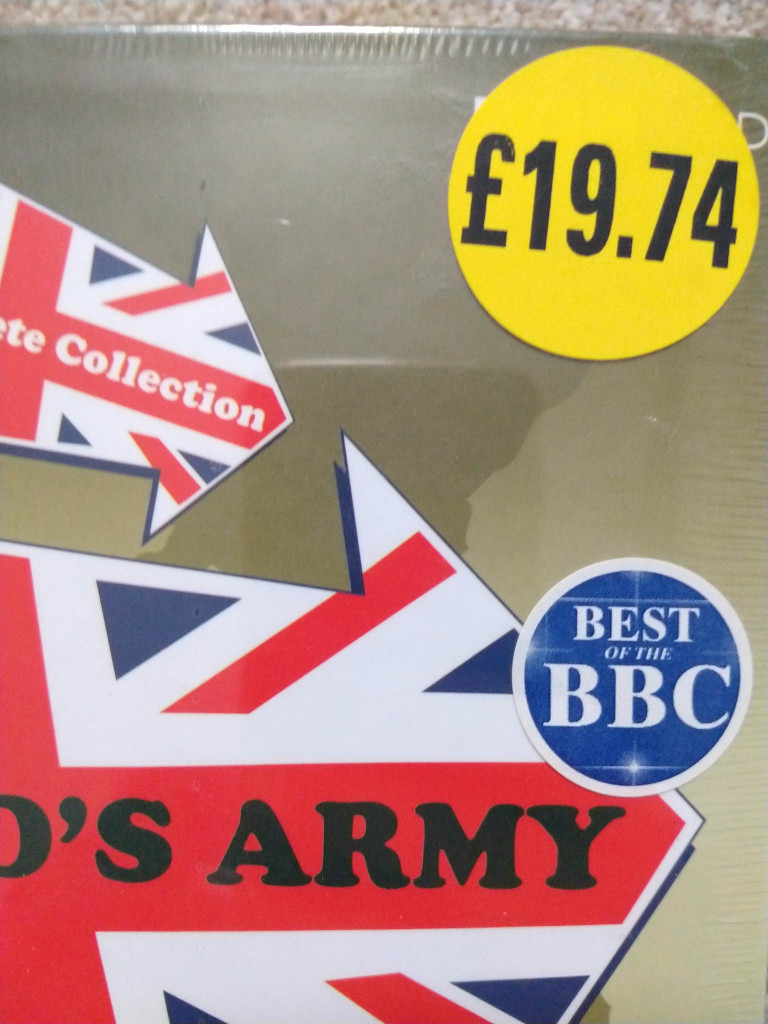 £19.74
D
ete Collection
BEST
OF THE
BBC
O'S ARMY